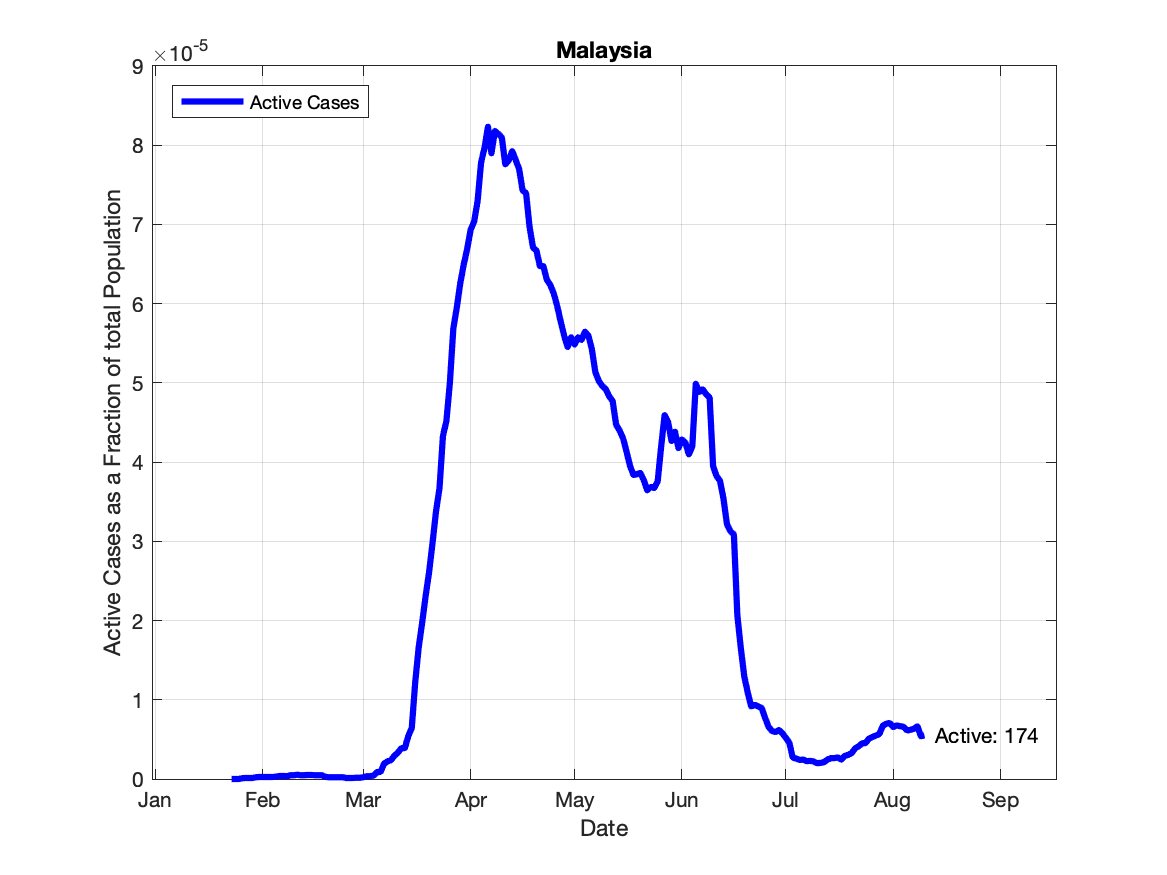 Malaysia
×10-5
Active Cases
9
8
7
6
5
4
3
2
1
0
Active Cases as a Fraction of total Population
Active: 174
Jan Feb Mar Apr May Jun Jul Aug Sep
Date